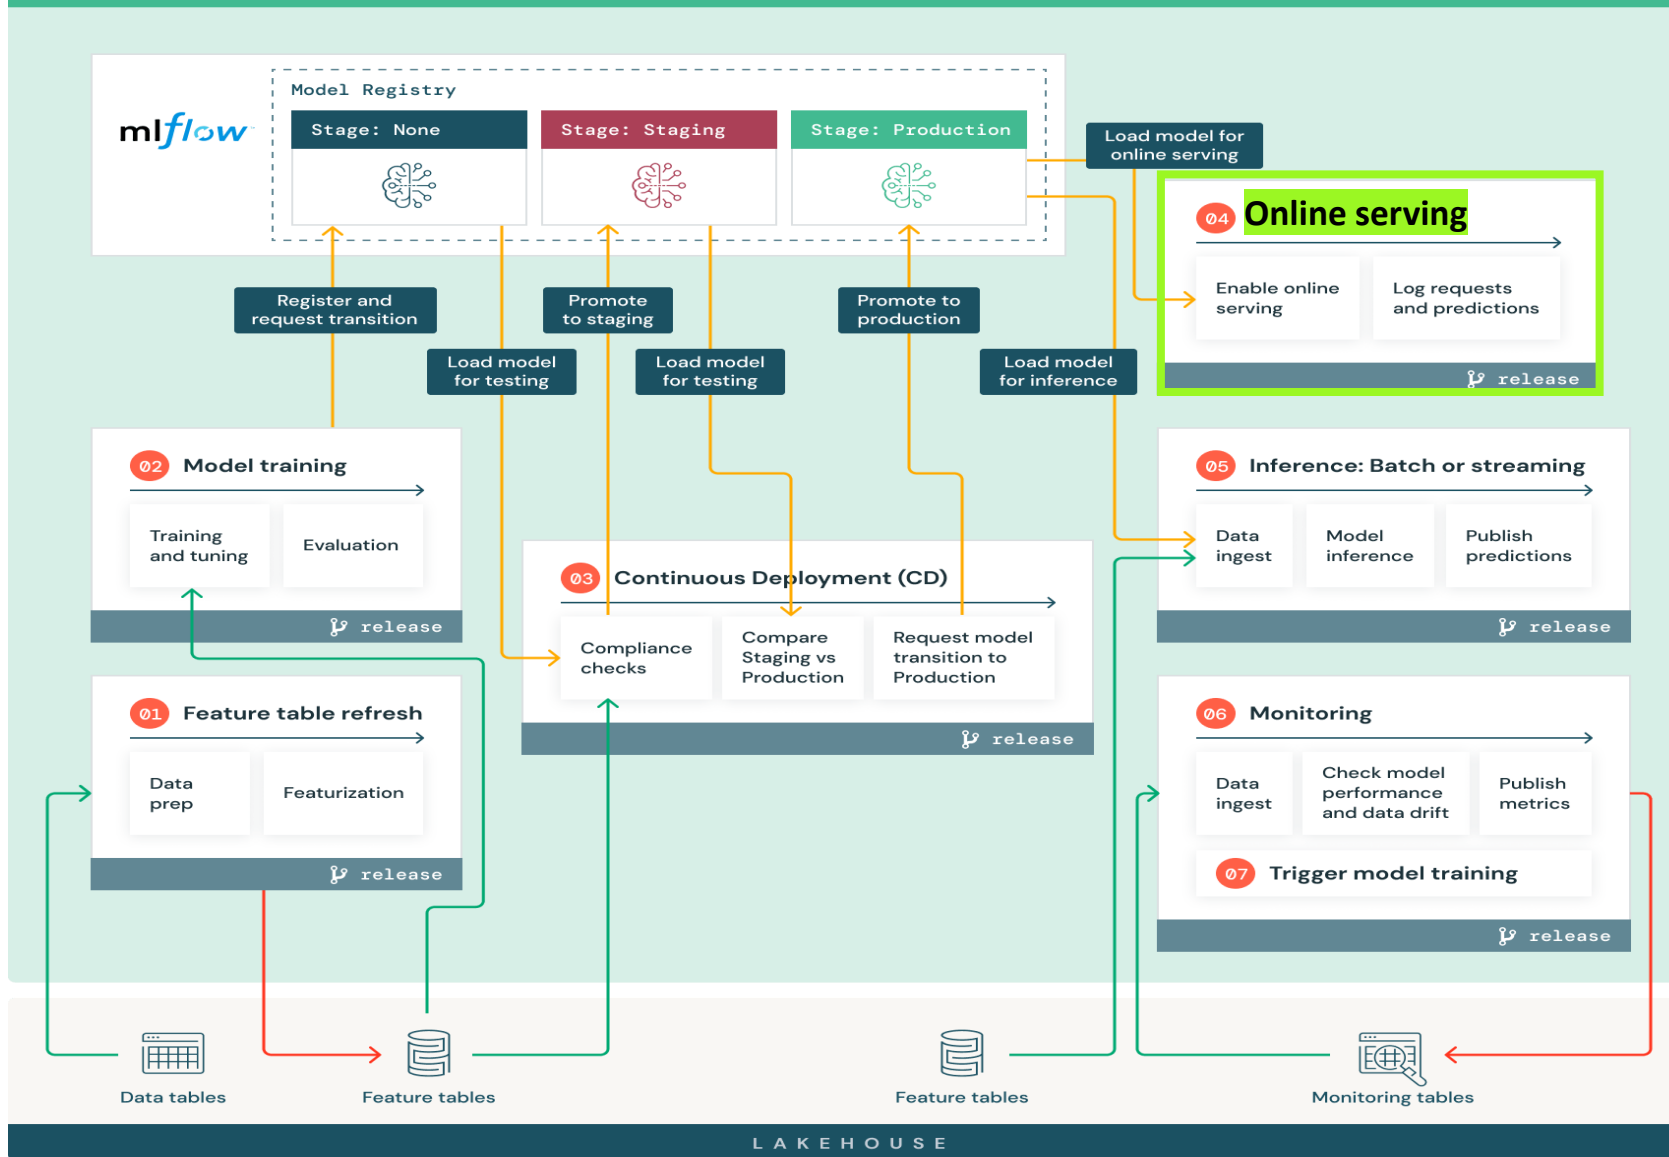 mlflow
Model Registry
Stage: None
Stage: Staging
Stage: Production
Load model for
online serving
04 Online serving
Enable online
serving
Log requests
and predictions
release
Register and
request transition
Promote
to staging
Promote to
production
Load model
for testing
Load model
for testing
Load model
for inference
02 Model training
Training
and tuning
Evaluation
release
05 Inference: Batch or streaming
Data
ingest
Model
inference
Publish
predictions
release
03 Continuous Deployment (CD)
Compliance
checks
Compare
Staging vs
Production
Request model
transition to
Production
release
01 Feature table refresh
Data
prep
Featurization
release
06 Monitoring
Data
ingest
Check model
performance
and data drift
Publish
metrics
07 Trigger model training
release
Data tables
Feature tables
Feature tables
Monitoring tables
LAKEHOUSE